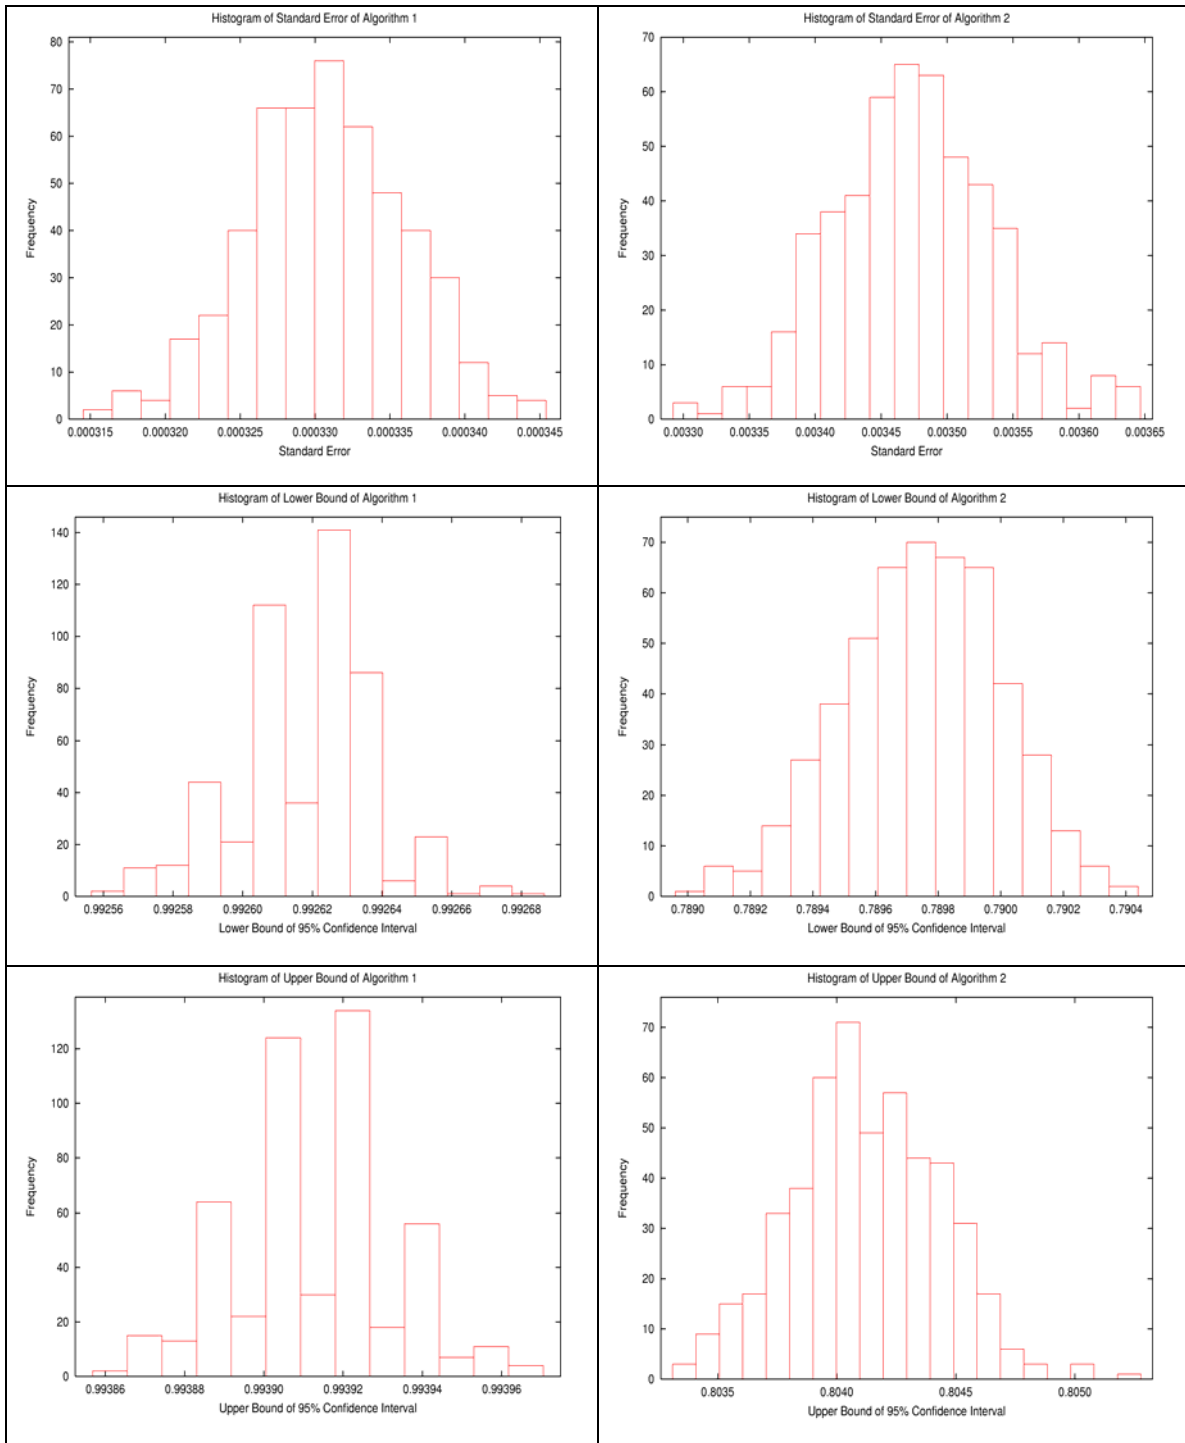 Histogram of Standard Error of Algorithm 1
80
70
60
50
40
30
20
10
0
Frequency
0.000315 0.000320 0.000325 0.000330 0.000335 0.000340 0.000345
Standard Error
Histogram of Standard Error of Algorithm 2
70
60
50
40
30
20
10
0
Frequency
0.00330 0.00335 0.00340 0.00345 0.00350 0.00355 0.00360 0.00365
Standard Error
Histogram of Lower Bound of Algorithm 1
140
120
100
80
60
40
20
0
Frequency
0.99256 0.99258 0.99260 0.99262 0.99264 0.99266 0.99268
Lower Bound of 95% Confidence Interval
Histogram of Lower Bound of Algorithm 2
70
60
50
40
30
20
10
0
Frequency
0.7890 0.7892 0.7894 0.7896 0.7898 0.7900 0.7902 0.7904
Lower Bound of 95% Confidence Interval
Histogram of Upper Bound of Algorithm 1
120
100
80
60
40
20
0
Frequency
0.99386 0.99388 0.99390 0.99392 0.99394 0.99396
Upper Bound of 95% Confidence Interval
Histogram of Upper Bound of Algorithm 2
70
60
50
40
30
20
10
0
Frequency
0.8035 0.8040 0.8045 0.8050
Upper Bound of 95% Confidence Interval